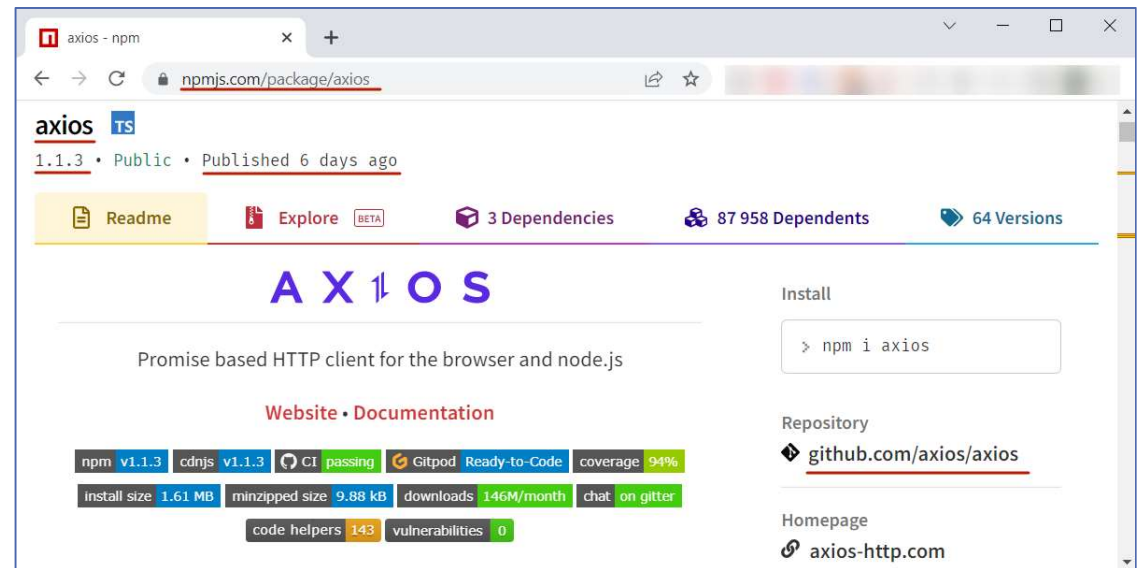 axios - npm
npmjs.com/package/axios
axios TS
1.1.3 • Public • Published 6 days ago
Readme
Explore BETA
3 Dependencies
87 958 Dependents
64 Versions
AXIOS
Promise based HTTP client for the browser and node.js
Website • Documentation
npm v1.1.3 cdnjs v1.1.3 CI passing Gitpod Ready-to-Code coverage 94%
install size 1.61 MB minzipped size 9.88 kB downloads 146M/month chat on gitter
code helpers 143 vulnerabilities 0
Install
> npm i axios
Repository
github.com/axios/axios
Homepage
axios-http.com